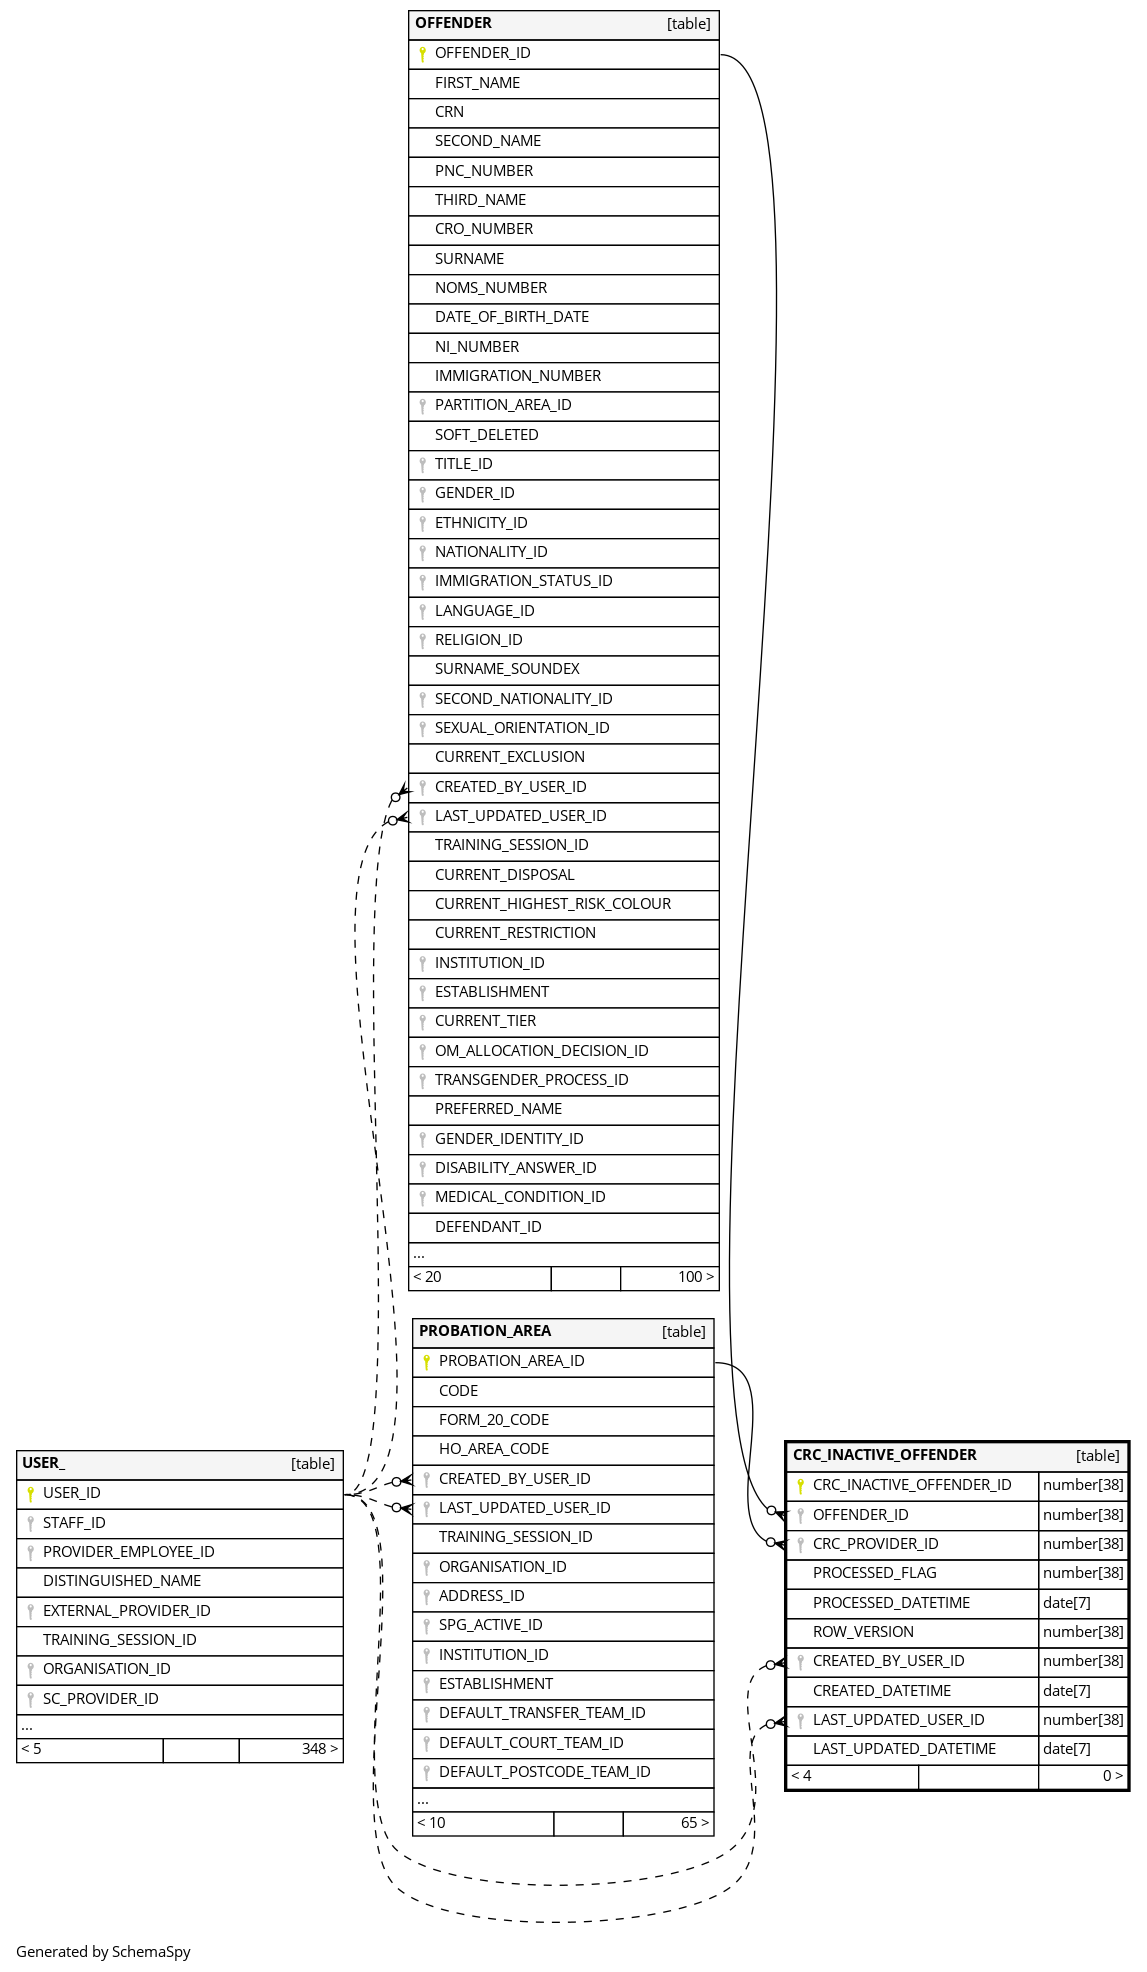 OFFENDER [table]
OFFENDER_ID
FIRST_NAME
CRN
SECOND_NAME
PNC_NUMBER
THIRD_NAME
CRO_NUMBER
SURNAME
NOMS_NUMBER
DATE_OF_BIRTH_DATE
NI_NUMBER
IMMIGRATION_NUMBER
PARTITION_AREA_ID
SOFT_DELETED
TITLE_ID
GENDER_ID
ETHNICITY_ID
NATIONALITY_ID
IMMIGRATION_STATUS_ID
LANGUAGE_ID
RELIGION_ID
SURNAME_SOUNDEX
SECOND_NATIONALITY_ID
SEXUAL_ORIENTATION_ID
CURRENT_EXCLUSION
CREATED_BY_USER_ID
LAST_UPDATED_USER_ID
TRAINING_SESSION_ID
CURRENT_DISPOSAL
CURRENT_HIGHEST_RISK_COLOUR
CURRENT_RESTRICTION
INSTITUTION_ID
ESTABLISHMENT
CURRENT_TIER
OM_ALLOCATION_DECISION_ID
TRANSGENDER_PROCESS_ID
PREFERRED_NAME
GENDER_IDENTITY_ID
DISABILITY_ANSWER_ID
MEDICAL_CONDITION_ID
DEFENDANT_ID
...
< 20 100 >
PROBATION_AREA [table]
PROBATION_AREA_ID
CODE
FORM_20_CODE
HO_AREA_CODE
CREATED_BY_USER_ID
LAST_UPDATED_USER_ID
TRAINING_SESSION_ID
ORGANISATION_ID
ADDRESS_ID
SPG_ACTIVE_ID
INSTITUTION_ID
ESTABLISHMENT
DEFAULT_TRANSFER_TEAM_ID
DEFAULT_COURT_TEAM_ID
DEFAULT_POSTCODE_TEAM_ID
...
< 10 65 >
USER_ [table]
USER_ID
STAFF_ID
PROVIDER_EMPLOYEE_ID
DISTINGUISHED_NAME
EXTERNAL_PROVIDER_ID
TRAINING_SESSION_ID
ORGANISATION_ID
SC_PROVIDER_ID
...
< 5 348 >
CRC_INACTIVE_OFFENDER [table]
CRC_INACTIVE_OFFENDER_ID number[38]
OFFENDER_ID number[38]
CRC_PROVIDER_ID number[38]
PROCESSED_FLAG number[38]
PROCESSED_DATETIME date[7]
ROW_VERSION number[38]
CREATED_BY_USER_ID number[38]
CREATED_DATETIME date[7]
LAST_UPDATED_USER_ID number[38]
LAST_UPDATED_DATETIME date[7]
< 4 0 >
Generated by SchemaSpy